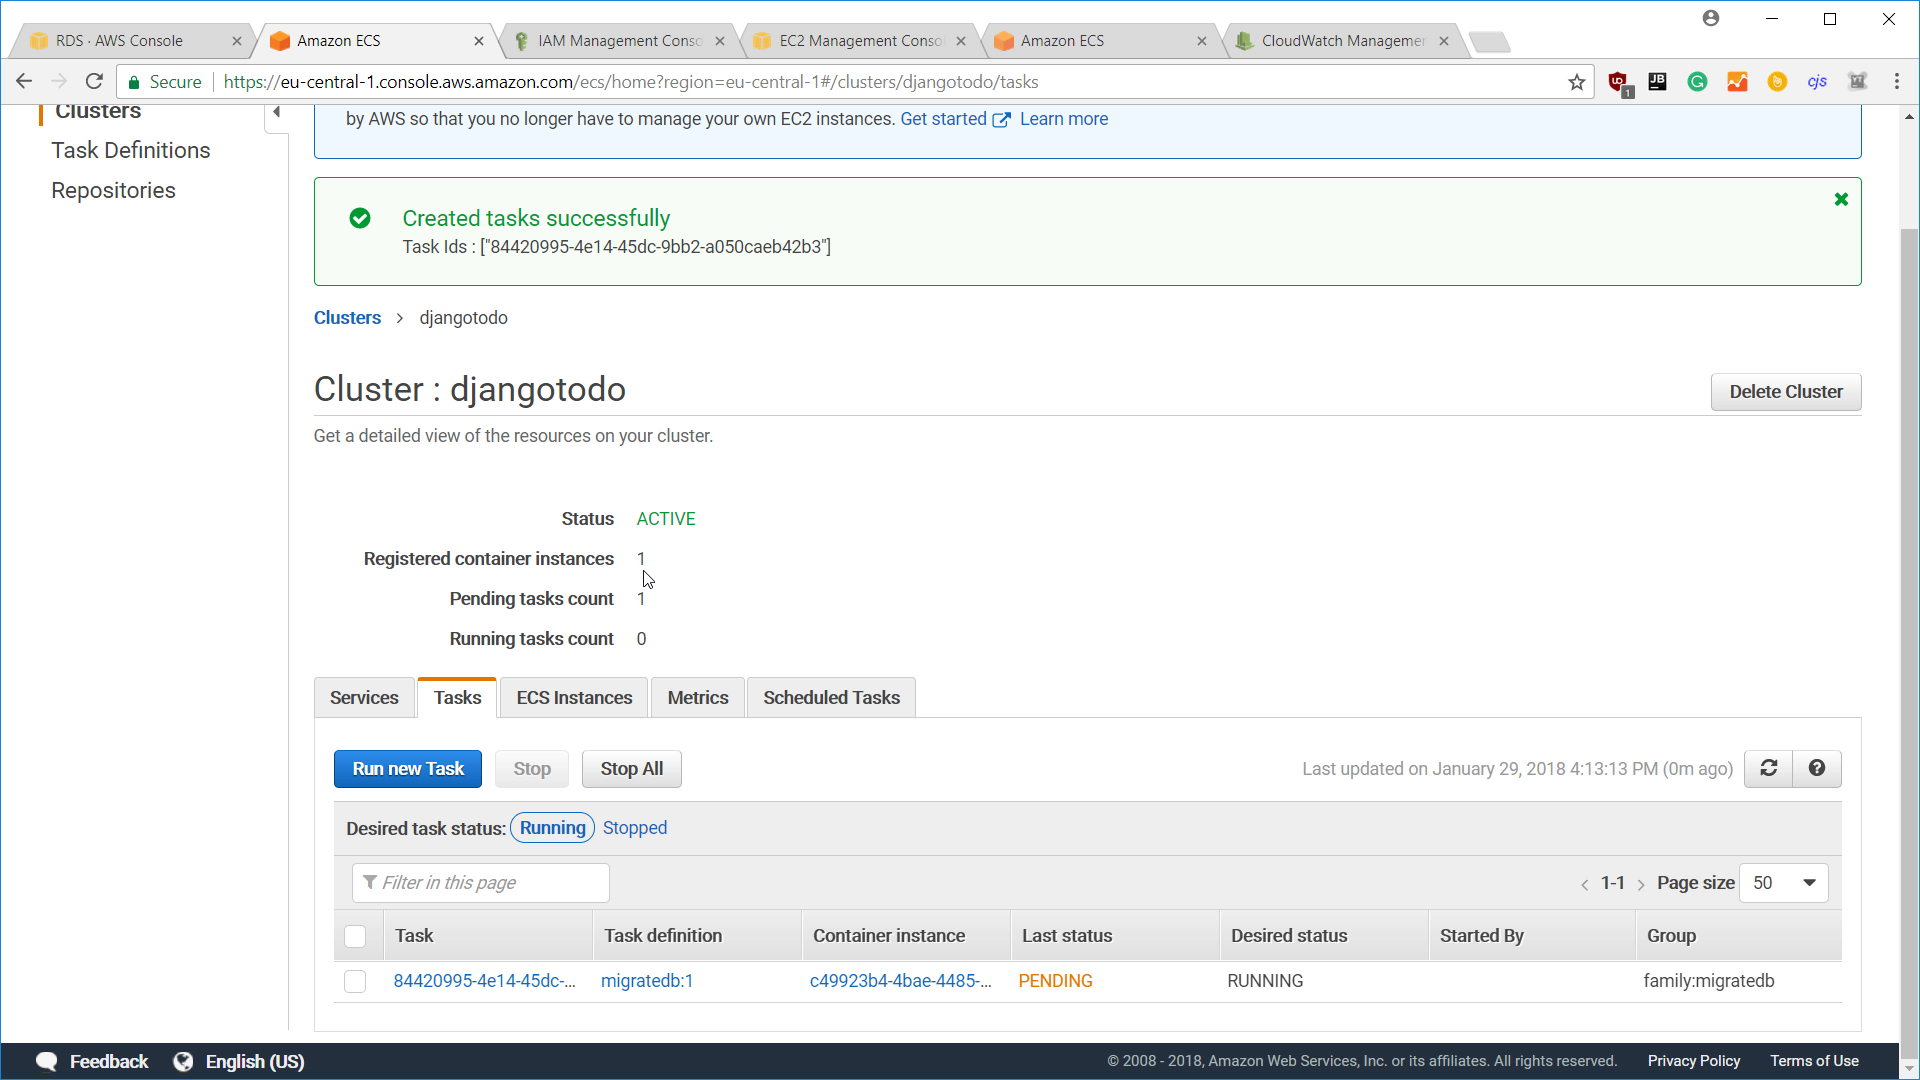 RDS · AWS Console
Amazon ECS
IAM Management Conso
EC2 Management Conso
Amazon ECS
CloudWatch Managemen
Secure
https://eu-central-1.console.aws.amazon.com/ecs/home?region=eu-central-1#/clusters/djangotodo/tasks
1
JB
cjs
Clusters
Task Definitions
Repositories
by AWS so that you no longer have to manage your own EC2 instances. Get started Learn more
Created tasks successfully
Task Ids : ["84420995-4e14-45dc-9bb2-a050caeb42b3"]
Clusters > djangotodo
Cluster : djangotodo
Delete Cluster
Get a detailed view of the resources on your cluster.
Status ACTIVE
Registered container instances 1
Pending tasks count 1
Running tasks count 0
Services Tasks ECS Instances Metrics Scheduled Tasks
Run new Task Stop Stop All Last updated on January 29, 2018 4:13:13 PM (0m ago)
Desired task status: Running Stopped
Filter in this page < 1-1 > Page size 50
Task Task definition Container instance Last status Desired status Started By Group
84420995-4e14-45dc-... migratedb:1 c49923b4-4bae-4485-... PENDING RUNNING family:migratedb
Feedback English (US) © 2008 - 2018, Amazon Web Services, Inc. or its affiliates. All rights reserved. Privacy Policy Terms of Use